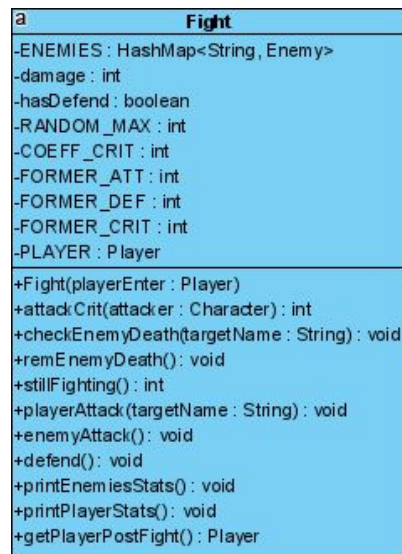 a
Fight
-ENEMIES : HashMap<String, Enemy>
-damage : int
-hasDefend : boolean
-RANDOM_MAX : int
-COEFF_CRIT : int
-FORMER_ATT : int
-FORMER_DEF : int
-FORMER_CRIT : int
-PLAYER : Player
+Fight(playerEnter : Player)
+attackCrit(attacker : Character) : int
+checkEnemyDeath(targetName : String) : void
+remEnemyDeath() : void
+stillFighting() : int
+playerAttack(targetName : String) : void
+enemyAttack() : void
+defend() : void
+printEnemiesStats() : void
+printPlayerStats() : void
+getPlayerPostFight() : Player